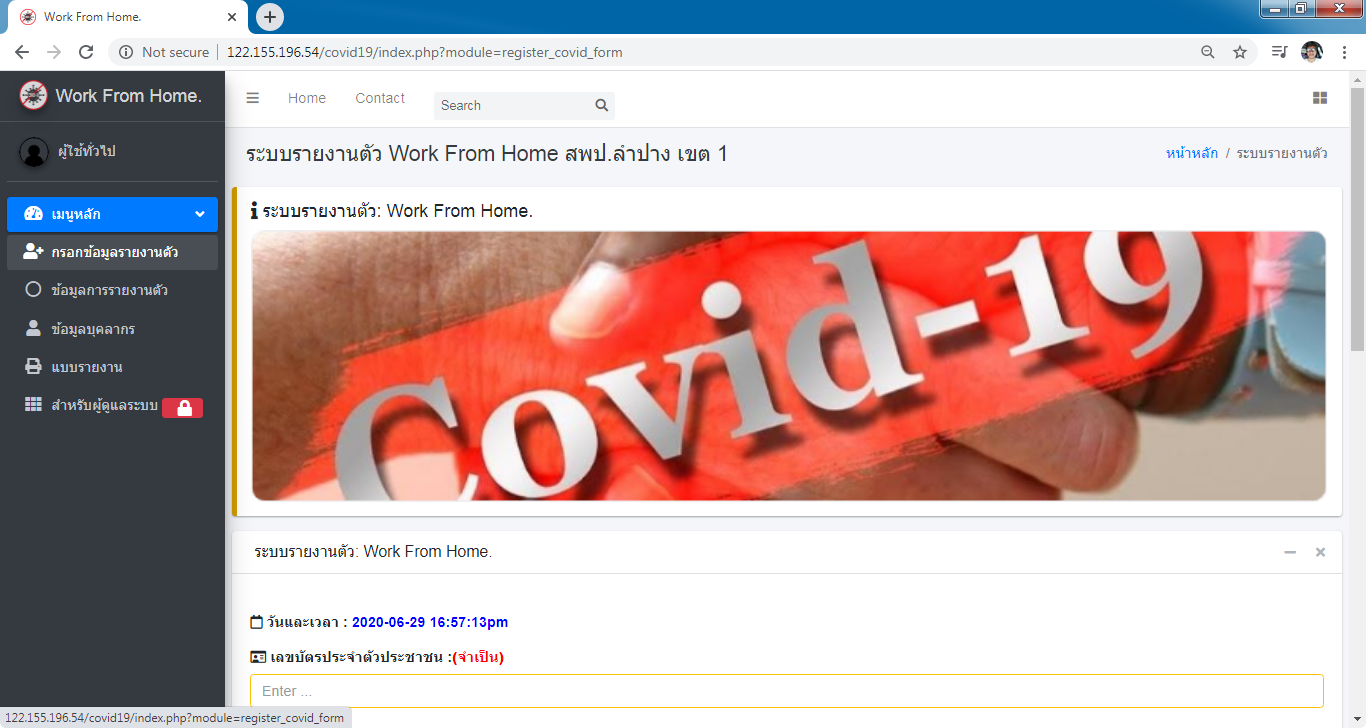 Work From Home.
Not secure
122.155.196.54/covid19/index.php?module=register_covid_form
Work From Home.
Home
Contact
Search
ผู้ใช้ทั่วไป
ระบบรายงานตัว Work From Home สพป.ลำปาง เขต 1
หน้าหลัก / ระบบรายงานตัว
เมนูหลัก
กรอกข้อมูลรายงานตัว
ข้อมูลการรายงานตัว
ข้อมูลบุคลากร
แบบรายงาน
สำหรับผู้ดูแลระบบ
ระบบรายงานตัว: Work From Home.
Covid-19
ระบบรายงานตัว: Work From Home.
วันและเวลา : 2020-06-29 16:57:13pm
เลขบัตรประจำตัวประชาชน :(จำเป็น)
Enter ...
122.155.196.54/covid19/index.php?module=register_covid_form